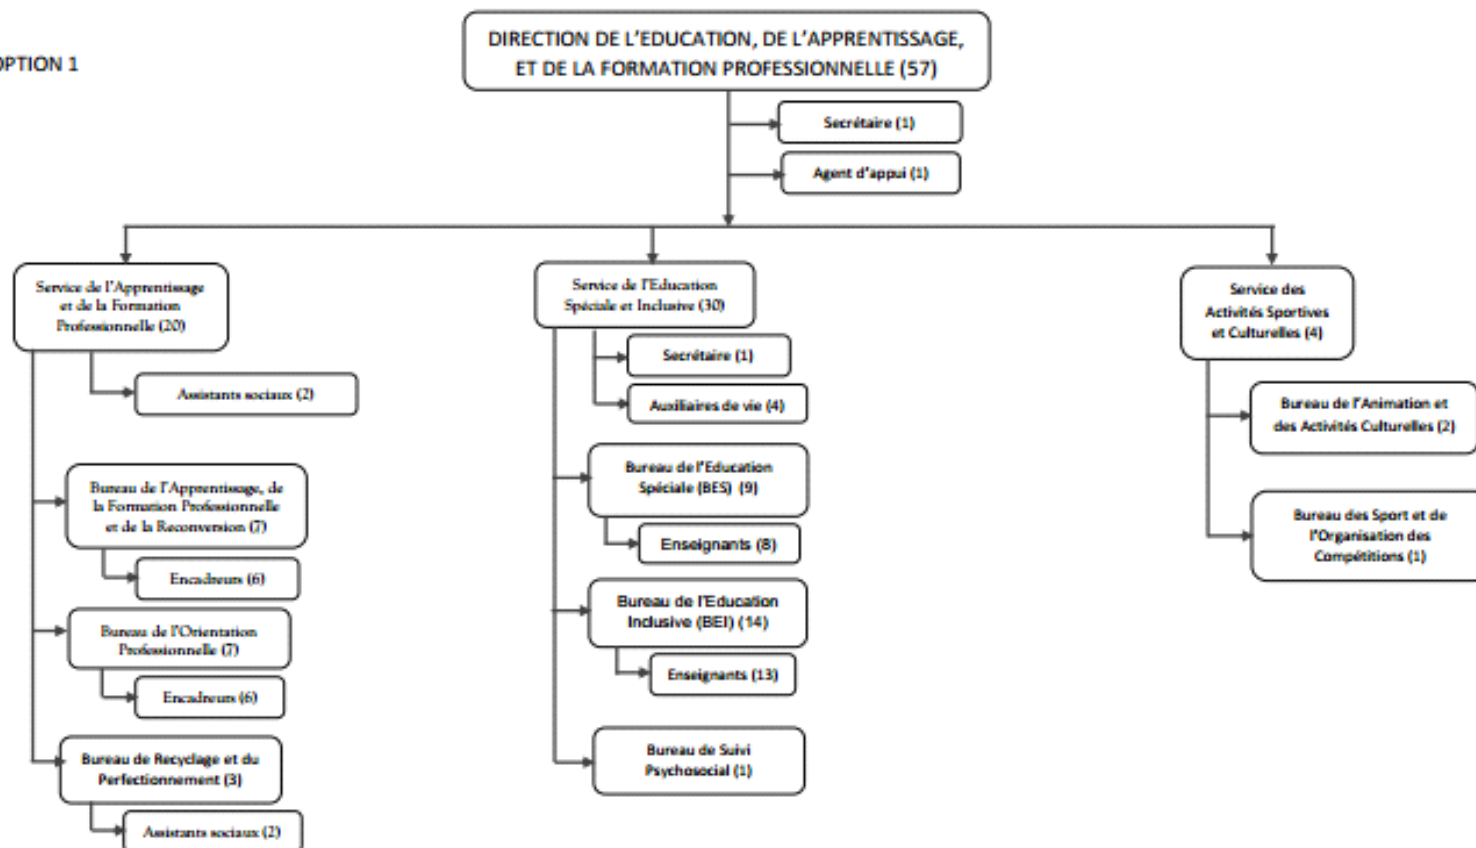 OPTION 1
DIRECTION DE L'EDUCATION, DE L'APPRENTISSAGE,
ET DE LA FORMATION PROFESSIONNELLE (57)
Secrétaire (1)
Agent d'appui (1)
Service de l'Apprentissage
et de la Formation
Professionnelle (20)
Assistants sociaux (2)
Bureau de l'Apprentissage, de
la Formation Professionnelle
et de la Reconversion (7)
Encadreurs (6)
Bureau de l'Orientation
Professionnelle (7)
Encadreurs (6)
Bureau de Recyclage et du
Perfectionnement (3)
Assistants sociaux (2)
Service de l'Education
Spéciale et Inclusive (30)
Secrétaire (1)
Auxiliaires de vie (4)
Bureau de l'Education
Spéciale (BES) (9)
Enseignants (8)
Bureau de l'Education
Inclusive (BEI) (14)
Enseignants (13)
Bureau de Suivi
Psychosocial (1)
Service des
Activités Sportives
et Culturelles (4)
Bureau de l'Animation et
des Activités Culturelles (2)
Bureau des Sport et de
l'Organisation des
Compétitions (1)